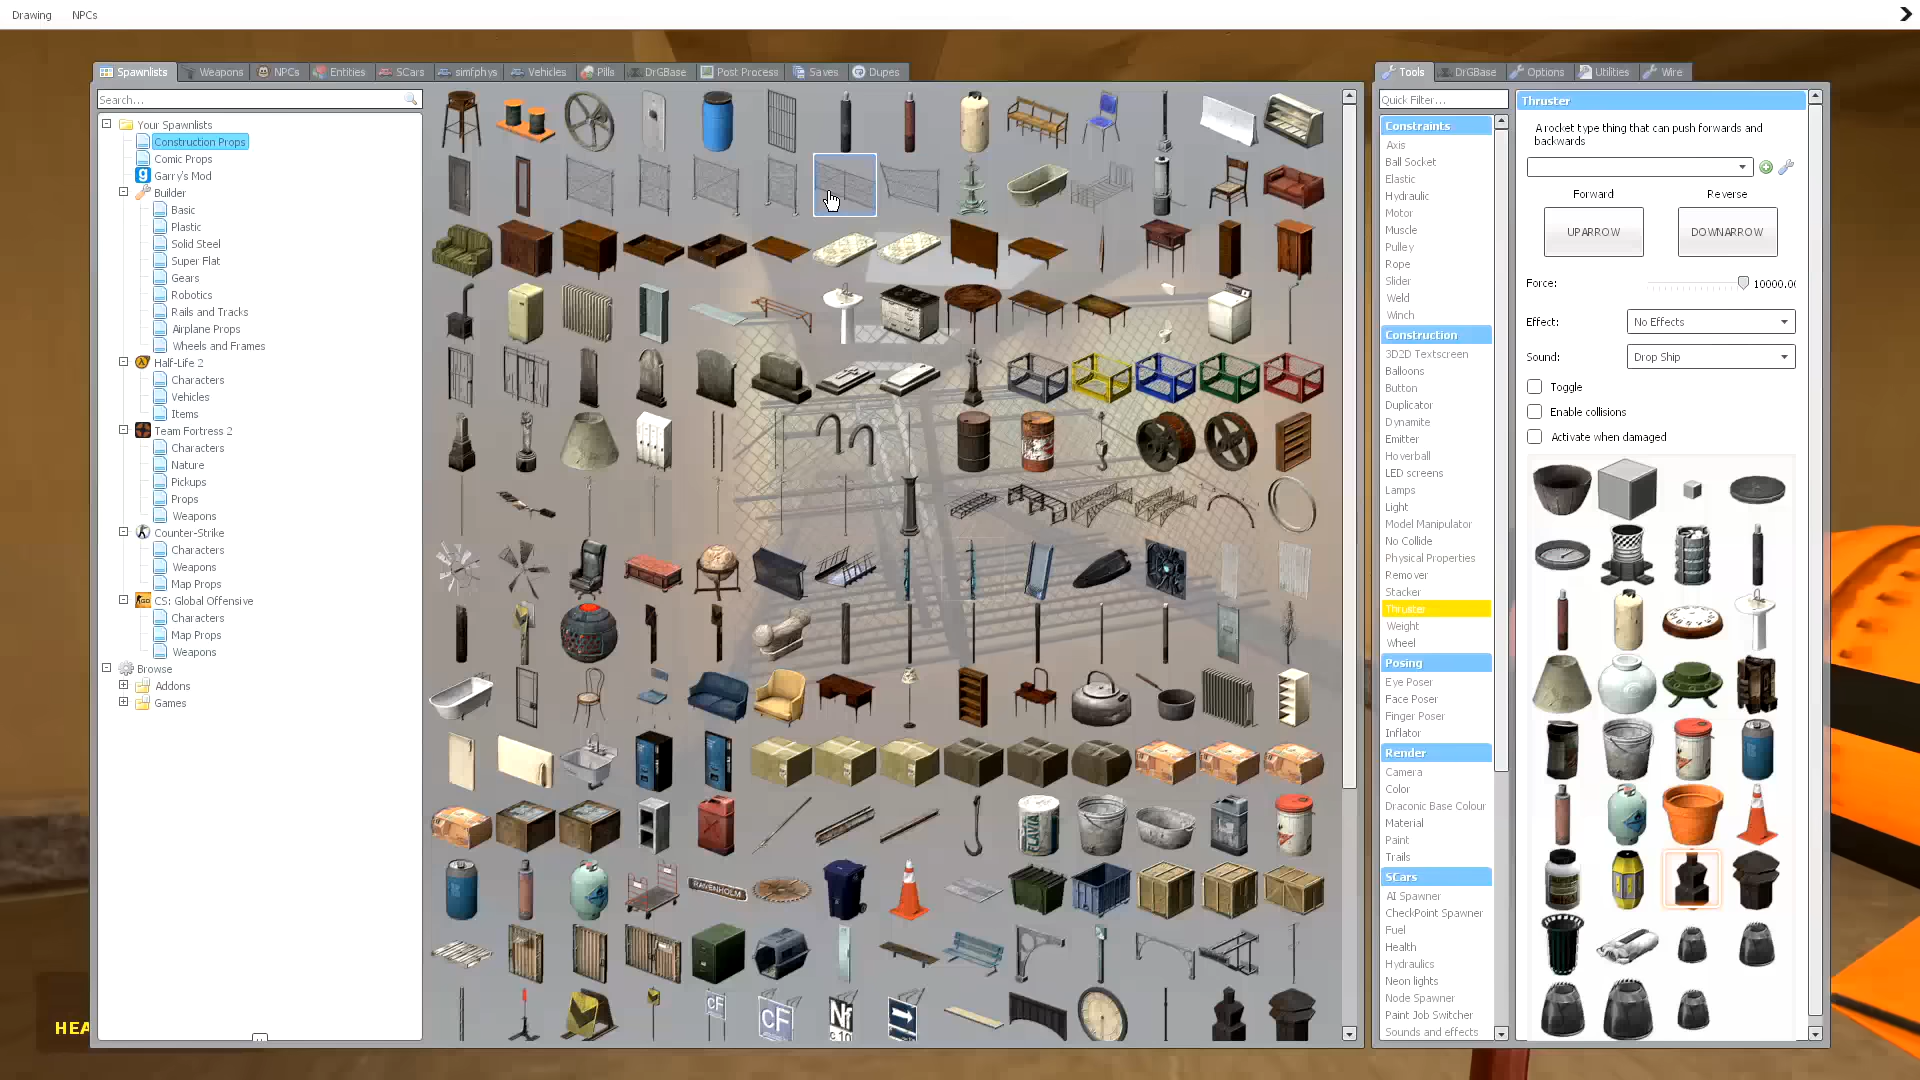 Drawing NPCs
Spawnlists Weapons NPCs Entities SCars simfphys Vehicles Pills DrGBase Post Process Saves Dupes
Search...
Your Spawnlists
Construction Props
Comic Props
Garry's Mod
Builder
Basic
Plastic
Solid Steel
Super Flat
Gears
Robotics
Rails and Tracks
Airplane Props
Wheels and Frames
Half-Life 2
Characters
Vehicles
Items
Team Fortress 2
Characters
Nature
Pickups
Props
Weapons
Counter-Strike
Characters
Weapons
Map Props
CS: Global Offensive
Characters
Map Props
Weapons
Browse
Addons
Games
RAVENHOLM
CF
CF
Nf
HEA
Tools DrGBase Options Utilities Wire
Quick Filter...
Constraints
Axis
Ball Socket
Elastic
Hydraulic
Motor
Muscle
Pulley
Rope
Slider
Weld
Winch
Construction
3D2D Textscreen
Balloons
Button
Duplicator
Dynamite
Emitter
Hoverball
LED screens
Lamps
Light
Model Manipulator
No Collide
Physical Properties
Remover
Stacker
Thruster
Weight
Wheel
Posing
Eye Poser
Face Poser
Finger Poser
Inflator
Render
Camera
Color
Draconic Base Colour
Material
Paint
Trails
SCars
AI Spawner
CheckPoint Spawner
Fuel
Health
Hydraulics
Neon lights
Node Spawner
Paint Job Switcher
Sounds and effects
Thruster
A rocket type thing that can push forwards and
backwards
Forward Reverse
UPARROW DOWNARROW
Force: 10000.0
Effect: No Effects
Sound: Drop Ship
Toggle
Enable collisions
Activate when damaged